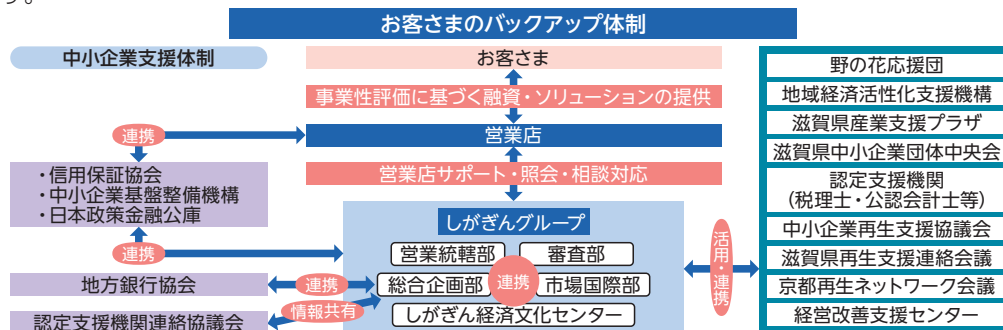 す。
お客さまのバックアップ体制
中小企業支援体制
お客さま
事業性評価に基づく融資・ソリューションの提供
連携
営業店
・信用保証協会
・中小企業基盤整備機構
・日本政策金融公庫
営業店サポート・照会・相談対応
連携
しがぎんグループ
営業統轄部
審査部
総合企画部
連携
市場国際部
しがぎん経済文化センター
地方銀行協会
連携
認定支援機関連絡協議会
情報共有
活用・連携
野の花応援団
地域経済活性化支援機構
滋賀県産業支援プラザ
滋賀県中小企業団体中央会
認定支援機関
(税理士・公認会計士等)
中小企業再生支援協議会
滋賀県再生支援連絡会議
京都再生ネットワーク会議
経営改善支援センター